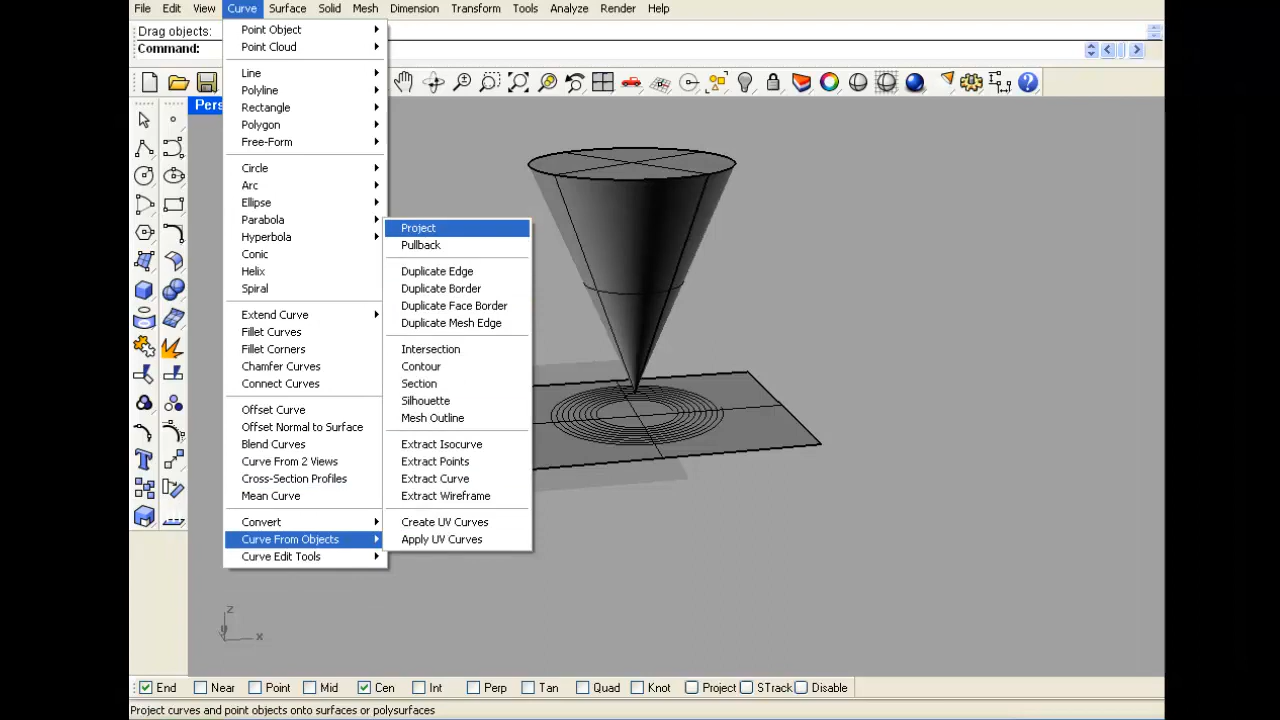 File Edit View Curve Surface Solid Mesh Dimension Transform Tools Analyze Render Help
Drag objects:
Command:
Pers
Point Object
Point Cloud
Line
Polyline
Rectangle
Polygon
Free-Form
Circle
Arc
Ellipse
Parabola
Hyperbola
Conic
Helix
Spiral
Extend Curve
Fillet Curves
Fillet Corners
Chamfer Curves
Connect Curves
Offset Curve
Offset Normal to Surface
Blend Curves
Curve From 2 Views
Cross-Section Profiles
Mean Curve
Convert
Curve From Objects
Curve Edit Tools
Project
Pullback
Duplicate Edge
Duplicate Border
Duplicate Face Border
Duplicate Mesh Edge
Intersection
Contour
Section
Silhouette
Mesh Outline
Extract Isocurve
Extract Points
Extract Curve
Extract Wireframe
Create UV Curves
Apply UV Curves
z
y
x
End Near Point Mid Cen Int Perp Tan Quad Knot Project STrack Disable
Project curves and point objects onto surfaces or polysurfaces